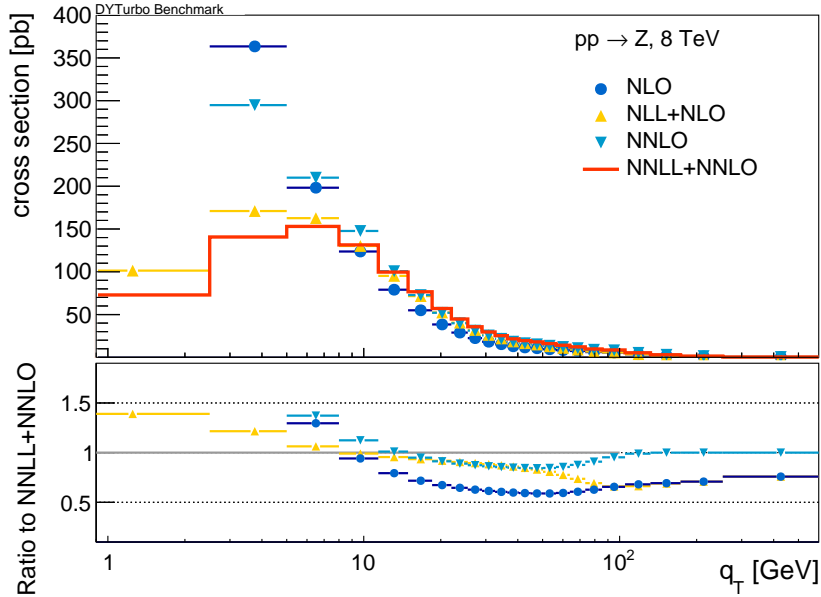 DYTurbo Benchmark
cross section [pb]
400
350
300
250
200
150
100
50
pp → Z, 8 TeV
NLO
NLL+NLO
NNLO
NNLL+NNLO
Ratio to NNLL+NNLO
1.5
1
0.5
1
10
10²
q_T [GeV]